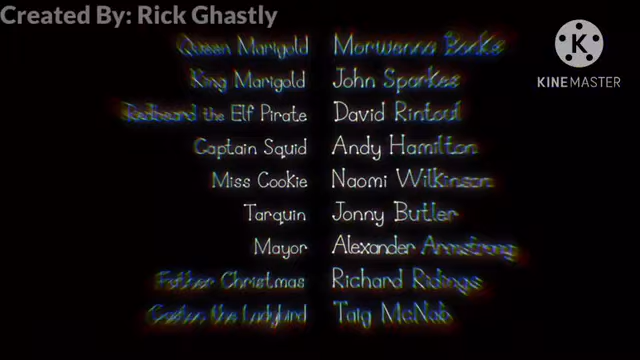 Created By: Rick Ghastly
KINEMASTER
Queen Marigold Morwenna Banks
King Marigold John Sparkes
Redbeard the Elf Pirate David Rintoul
Captain Squid Andy Hamilton
Miss Cookie Naomi Wilkinson
Tarquin Jonny Butler
Mayor Alexander Armstrong
Father Christmas Richard Ridings
Gaston the Ladybird Taig McNab